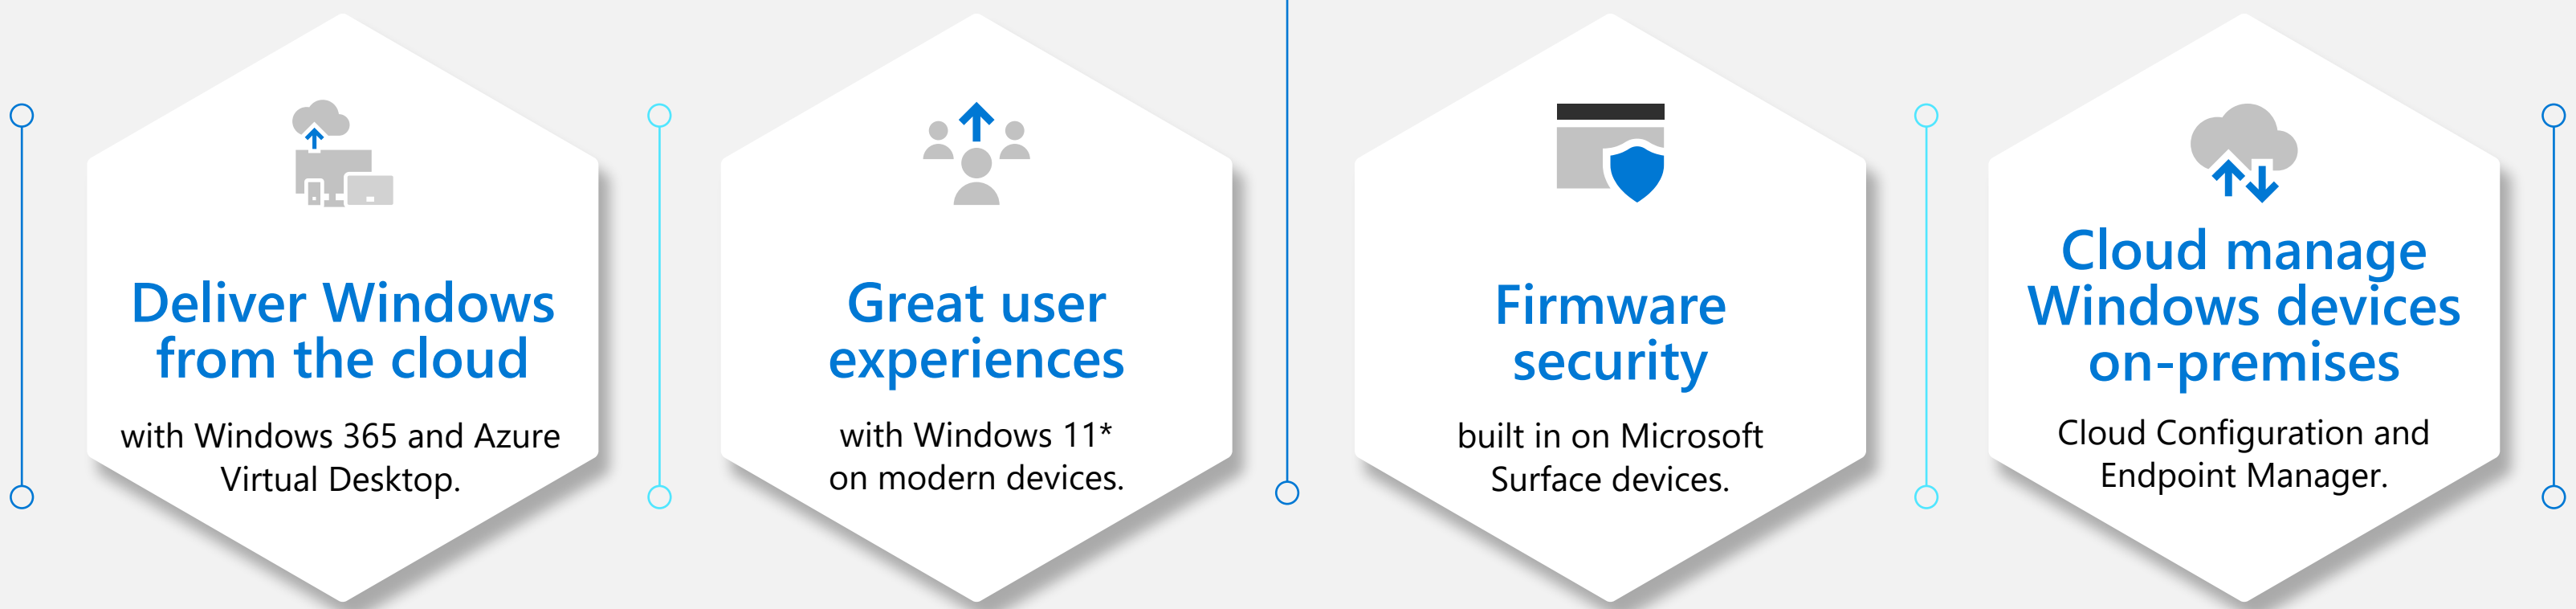 Deliver Windows
from the cloud
with Windows 365 and Azure
Virtual Desktop.
Great user
experiences
with Windows 11*
on modern devices.
Firmware
security
built in on Microsoft
Surface devices.
Cloud manage
Windows devices
on-premises
Cloud Configuration and
Endpoint Manager.